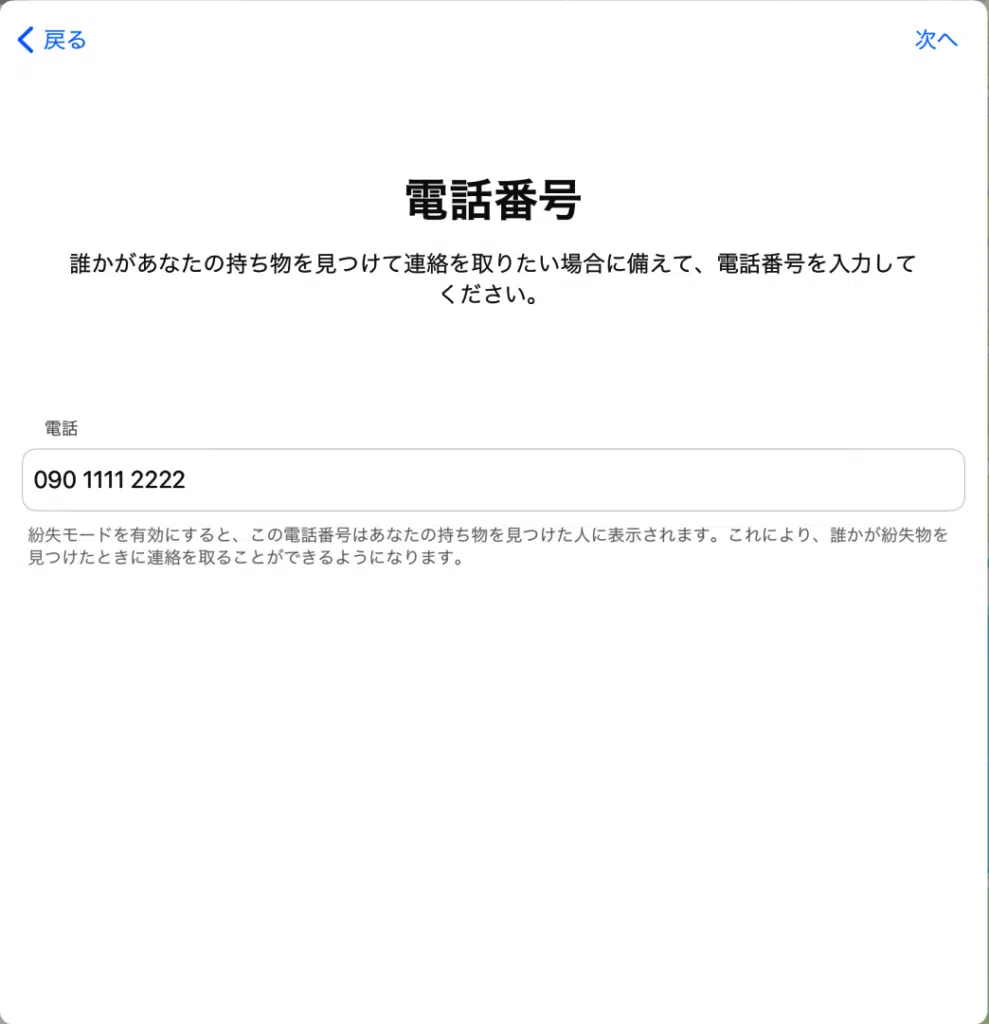 戻る
次へ
電話番号
誰かがあなたの持ち物を見つけて連絡を取りたい場合に備えて、電話番号を入力して
ください。
電話
090 1111 2222
紛失モードを有効にすると、この電話番号はあなたの持ち物を見つけた人に表示されます。これにより、誰かが紛失物を
見つけたときに連絡を取ることができるようになります。